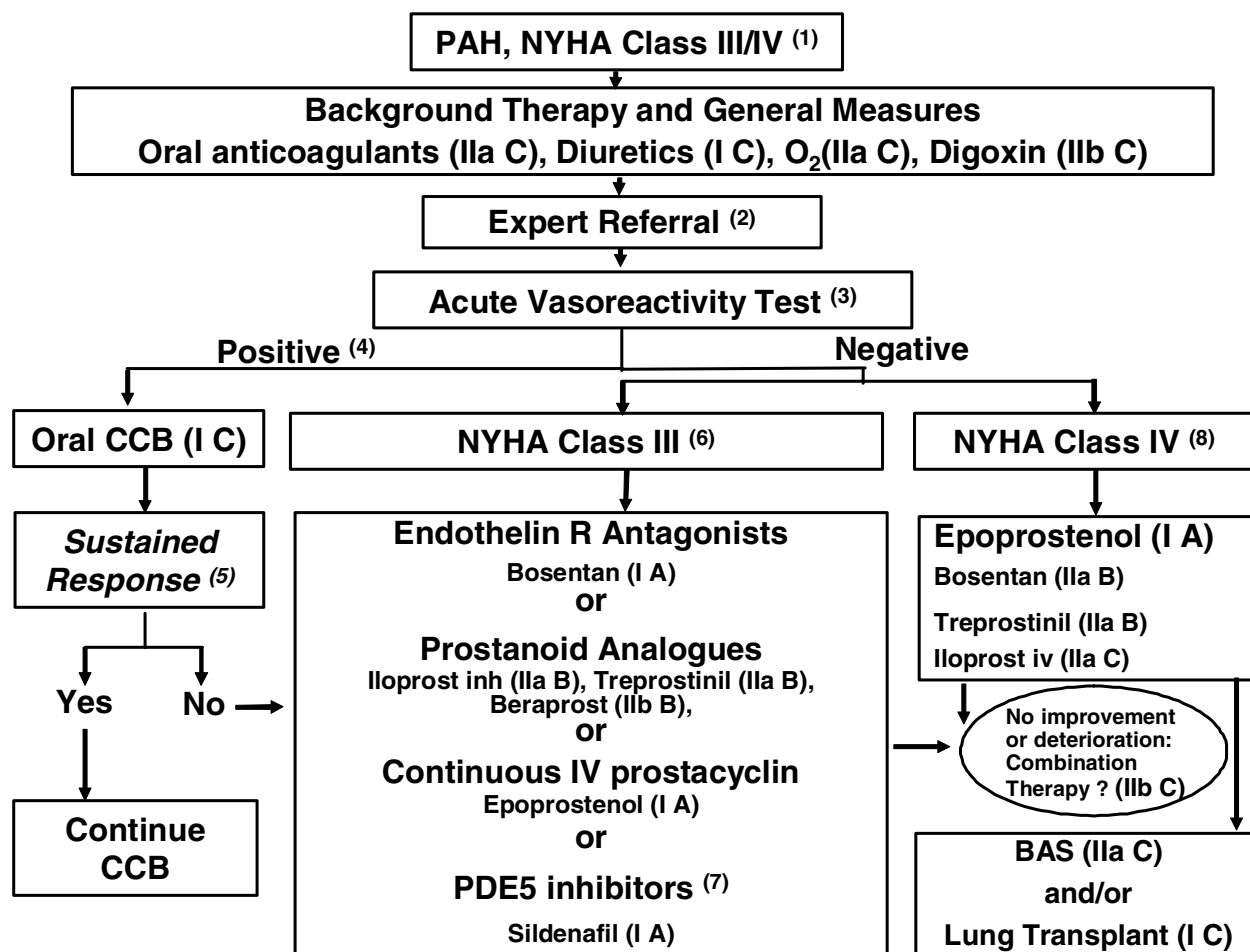 PAH, NYHA Class III/IV (1)
Background Therapy and General Measures
Oral anticoagulants (IIa C), Diuretics (I C), O2(IIa C), Digoxin (IIb C)
Expert Referral (2)
Acute Vasoreactivity Test (3)
Positive (4)
Negative
Oral CCB (I C)
NYHA Class III (6)
NYHA Class IV (8)
Sustained
Response (5)
Yes
No
Continue
CCB
Endothelin R Antagonists
Bosentan (I A)
or
Prostanoid Analogues
Iloprost inh (IIa B), Treprostinil (IIa B),
Beraprost (IIb B),
or
Continuous IV prostacyclin
Epoprostenol (I A)
or
PDE5 inhibitors (7)
Sildenafil (I A)
Epoprostenol (I A)
Bosentan (IIa B)
Treprostinil (IIa B)
Iloprost iv (IIa C)
No improvement
or deterioration:
Combination
Therapy ? (IIb C)
BAS (IIa C)
and/or
Lung Transplant (I C)